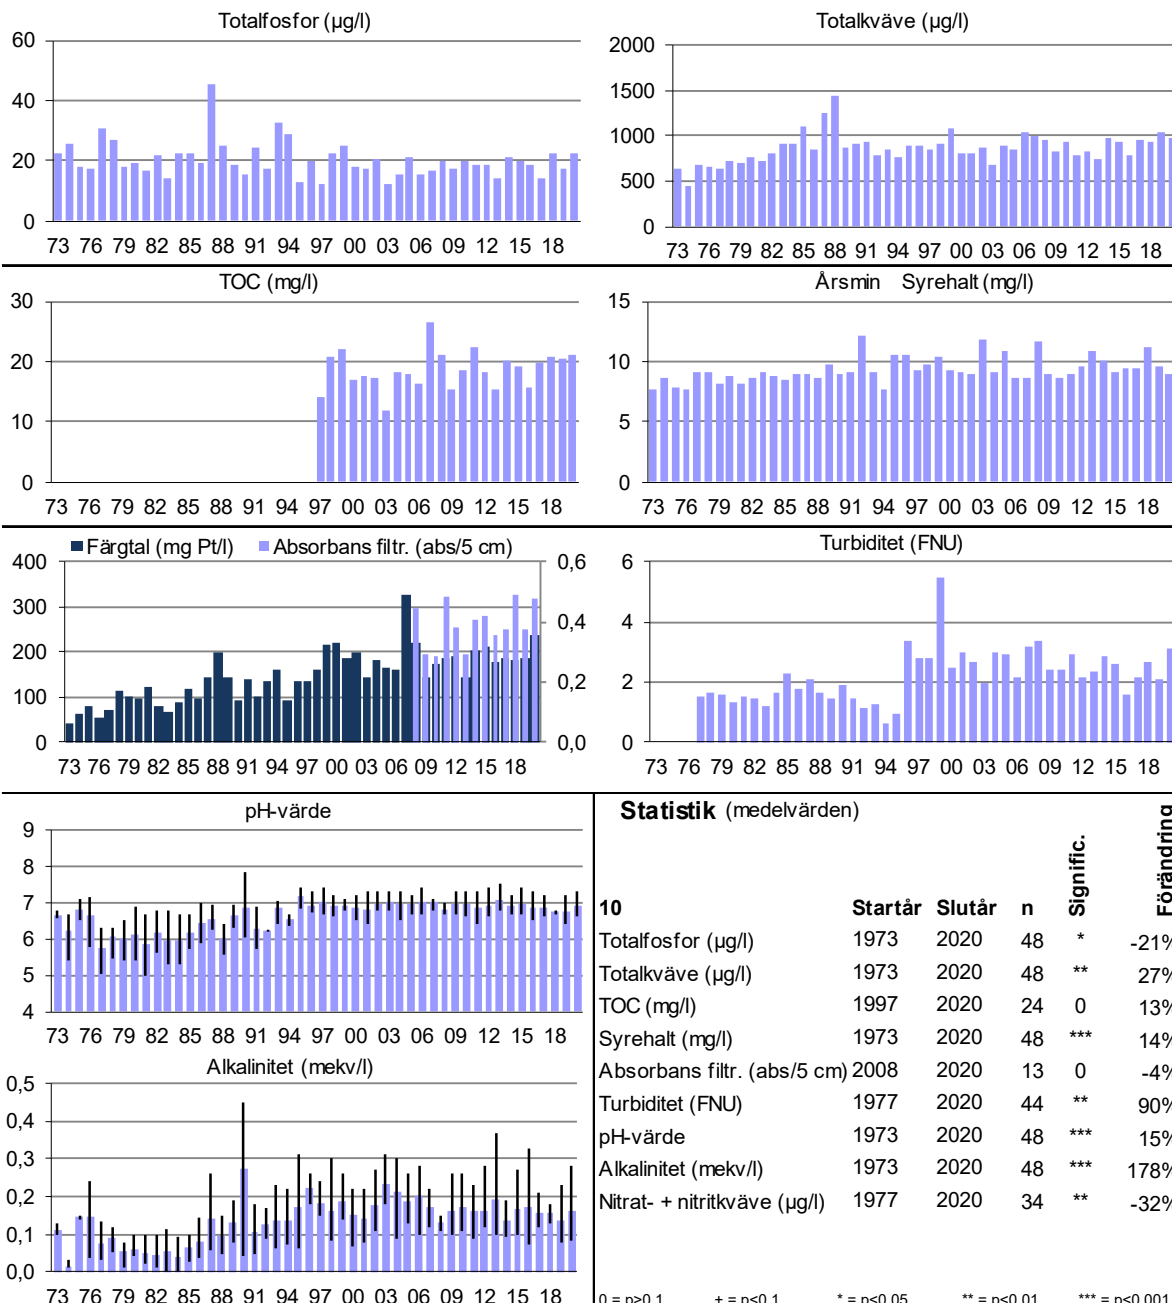 Totalfosfor (µg/l)
60
40
20
0
73 76 79 82 85 88 91 94 97 00 03 06 09 12 15 18
Totalkväve (µg/l)
2000
1500
1000
500
0
73 76 79 82 85 88 91 94 97 00 03 06 09 12 15 18
TOC (mg/l)
30
20
10
0
73 76 79 82 85 88 91 94 97 00 03 06 09 12 15 18
Årsmin Syrehalt (mg/l)
15
10
5
0
73 76 79 82 85 88 91 94 97 00 03 06 09 12 15 18
Färgtal (mg Pt/l) Absorbans filtr. (abs/5 cm)
400 0,6
300
0,4
200
0,2
100
0 0,0
73 76 79 82 85 88 91 94 97 00 03 06 09 12 15 18
Turbiditet (FNU)
6
4
2
0
73 76 79 82 85 88 91 94 97 00 03 06 09 12 15 18
pH-värde
9
8
7
6
5
4
73 76 79 82 85 88 91 94 97 00 03 06 09 12 15 18
Alkalinitet (mekv/l)
0,5
0,4
0,3
0,2
0,1
0,0
73 76 79 82 85 88 91 94 97 00 03 06 09 12 15 18
Statistik (medelvärden)
10 Startår Slutår n Signific. Förändring
Totalfosfor (µg/l) 1973 2020 48 * -21%
Totalkväve (µg/l) 1973 2020 48 ** 27%
TOC (mg/l) 1997 2020 24 0 13%
Syrehalt (mg/l) 1973 2020 48 *** 14%
Absorbans filtr. (abs/5 cm) 2008 2020 13 0 -4%
Turbiditet (FNU) 1977 2020 44 ** 90%
pH-värde 1973 2020 48 *** 15%
Alkalinitet (mekv/l) 1973 2020 48 *** 178%
Nitrat- + nitritkväve (µg/l) 1977 2020 34 ** -32%
0 = p>0,1 + = p<0,1 * = p<0,05 ** = p<0,01 *** = p<0,001